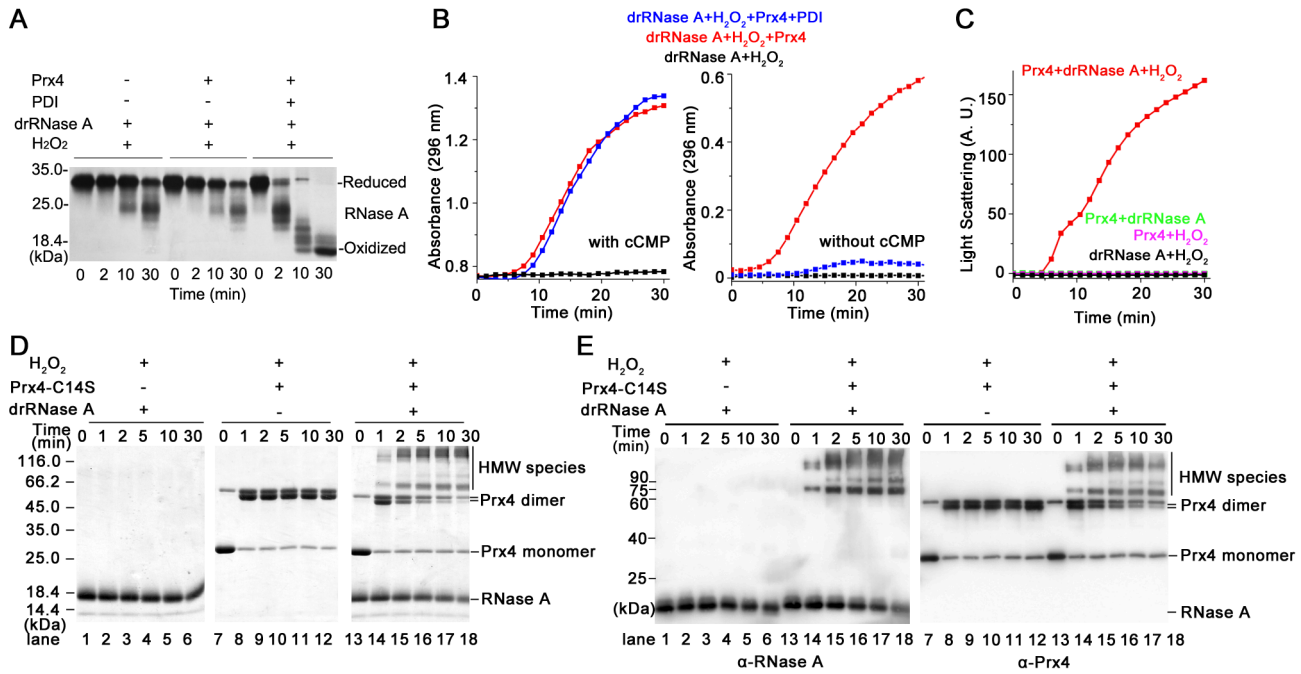 A
Prx4 - + +
PDI - - +
drRNase A + + +
H₂O₂ + + +
35.0-
25.0-
18.4-
(kDa)
-Reduced
RNase A
-Oxidized
0 2 10 30 0 2 10 30 0 2 10 30
Time (min)
B
drRNase A+H₂O₂+Prx4+PDI
drRNase A+H₂O₂+Prx4
drRNase A+H₂O₂
Absorbance (296 nm)
1.4
1.2
1.0
0.8
with cCMP
0 10 20 30
Time (min)
Absorbance (296 nm)
0.6
0.4
0.2
0.0
without cCMP
0 10 20 30
Time (min)
C
Light Scattering (A. U.)
150
100
50
0
Prx4+drRNase A+H₂O₂
Prx4+drRNase A
Prx4+H₂O₂
drRNase A+H₂O₂
0 10 20 30
Time (min)
D
H₂O₂ + + +
Prx4-C14S - + +
drRNase A + - +
Time (min) 0 1 2 5 10 30 0 1 2 5 10 30 0 1 2 5 10 30
116.0
66.2
45.0
35.0
25.0
18.4
14.4
(kDa)
HMW species
Prx4 dimer
Prx4 monomer
RNase A
lane 1 2 3 4 5 6 7 8 9 10 11 12 13 14 15 16 17 18
E
H₂O₂ + + + +
Prx4-C14S - + + +
drRNase A + + - +
Time (min) 0 1 2 5 10 30 0 1 2 5 10 30 0 1 2 5 10 30 0 1 2 5 10 30
90
75
60
40
25
(kDa)
HMW species
Prx4 dimer
Prx4 monomer
RNase A
lane 1 2 3 4 5 6 13 14 15 16 17 18 7 8 9 10 11 12 13 14 15 16 17 18
α-RNase A
α-Prx4